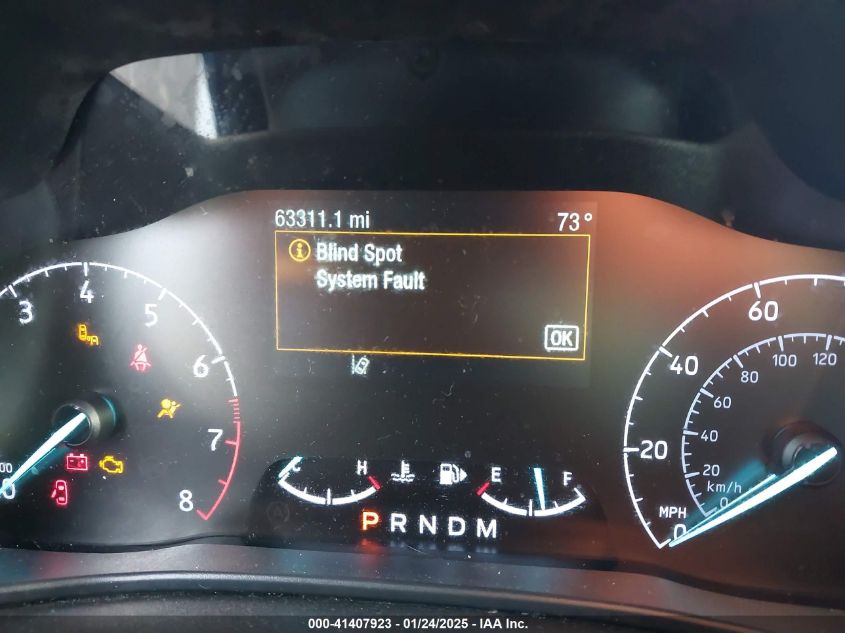 63311.1 mi 73°
Blind Spot
System Fault
OK
3 4 5 6 7 8
C H E F
P R N D M
0 20 40 60
MPH
0 20 40 60 80 100 120
km/h
000-41407923 – 01/24/2025 – IAA Inc.